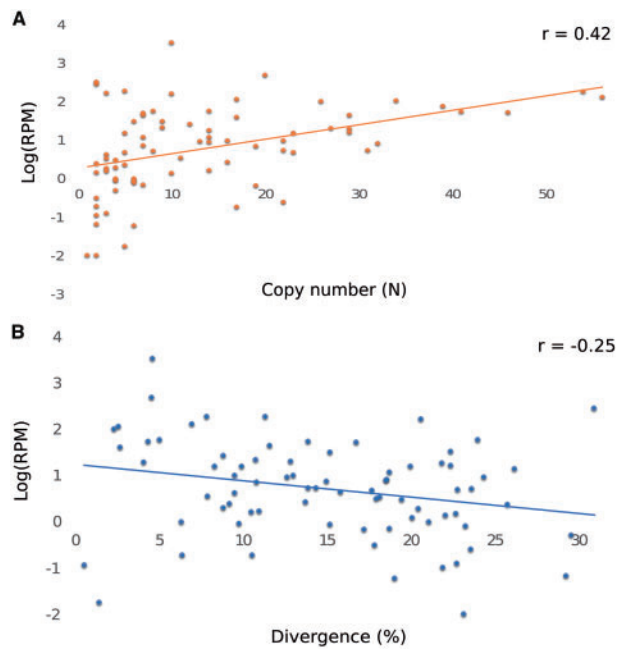 A
r = 0.42
4
3
2
1
0
-1
-2
-3
0 10 20 30 40 50
Log(RPM)
Copy number (N)
B
r = -0.25
4
3
2
1
0
-1
-2
0 5 10 15 20 25 30
Log(RPM)
Divergence (%)